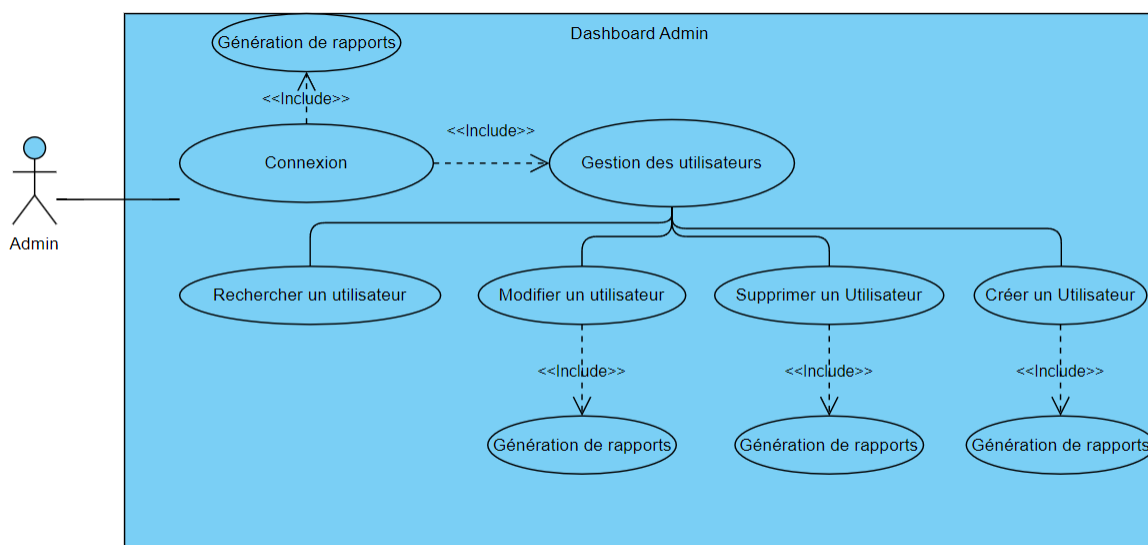 Dashboard Admin
Génération de rapports
<<Include>>
<<Include>>
Connexion
Gestion des utilisateurs
Admin
Rechercher un utilisateur
Modifier un utilisateur
Supprimer un Utilisateur
Créer un Utilisateur
<<Include>>
<<Include>>
<<Include>>
Génération de rapports
Génération de rapports
Génération de rapports